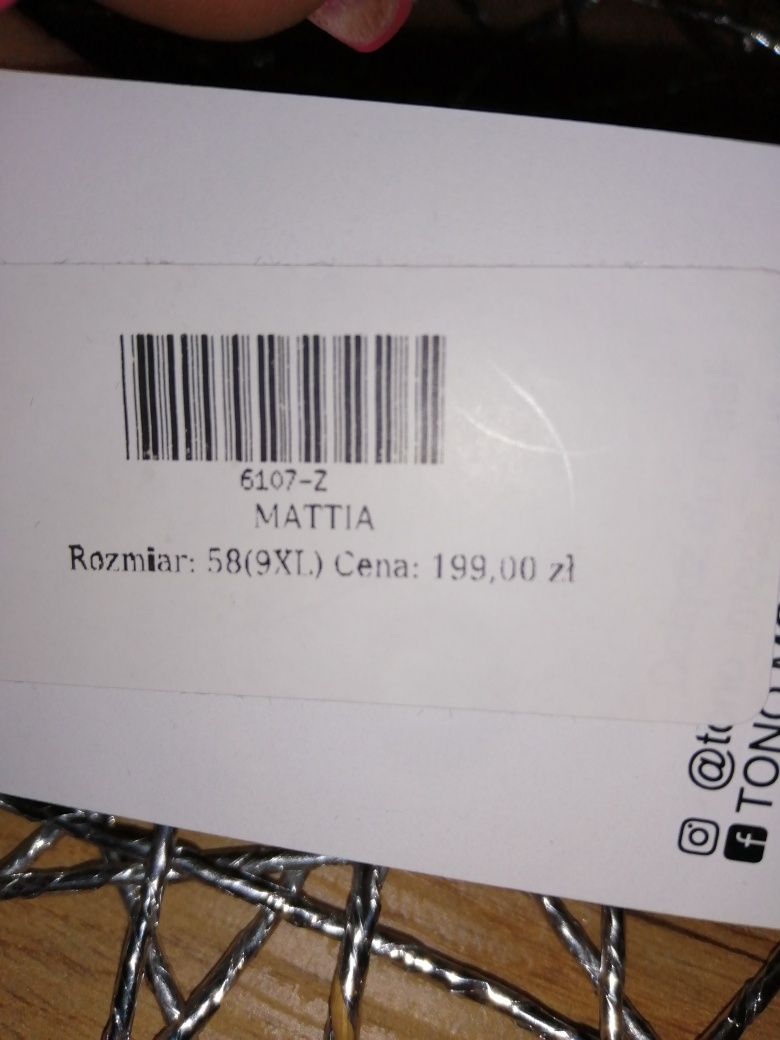 6107-Z
MATTIA
Rozmiar: 58(9XL) Cena: 199,00 zł